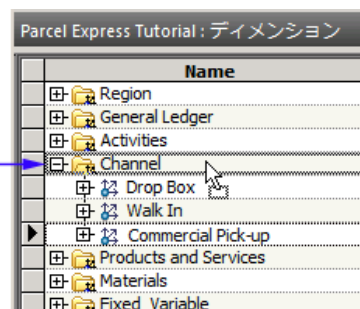 Parcel Express Tutorial : ディメンション
Name
Region
General Ledger
Activities
Channel
Drop Box
Walk In
Commercial Pick-up
Products and Services
Materials
Fixed_Variable